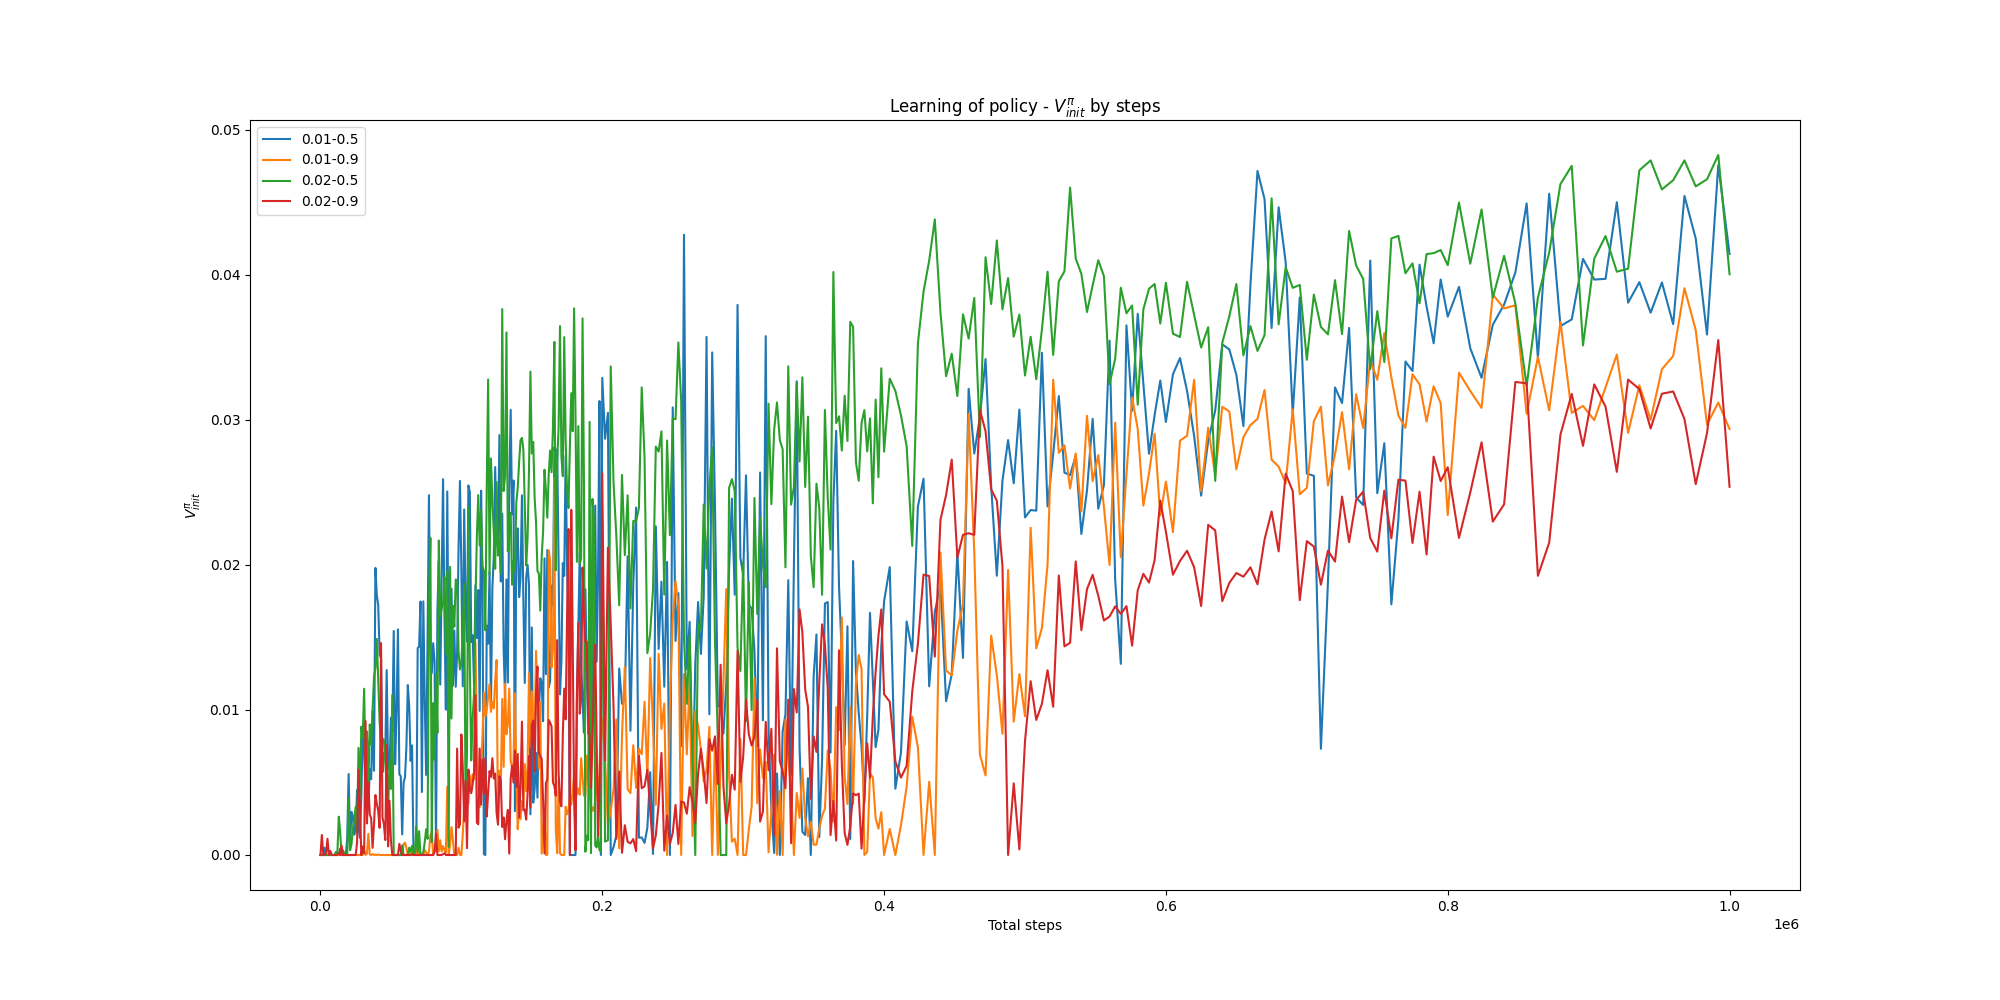 Learning of policy - $V^{\pi}_{init}$ by steps
0.05
0.04
0.03
0.02
0.01
0.00
$V^{\pi}_{init}$
0.01-0.5
0.01-0.9
0.02-0.5
0.02-0.9
0.0 0.2 0.4 0.6 0.8 1.0
Total steps
1e6